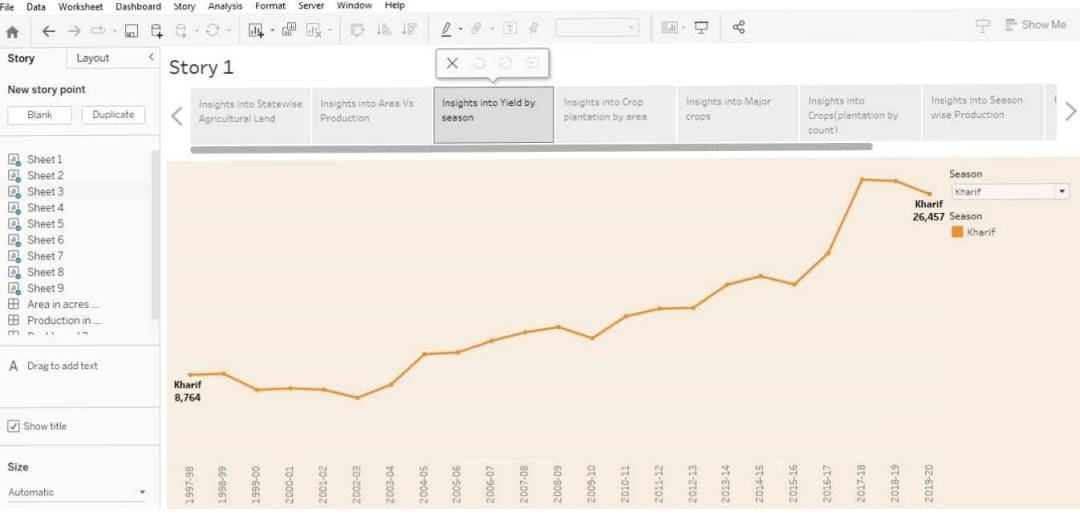 File Data Worksheet Dashboard Story Analysis Format Server Window Help
Show Me
Story Layout
Story 1
New story point
Blank Duplicate
Insights into Statewise
Agricultural Land
Insights into Area Vs
Production
Insights into Yield by
season
Insights into Crop
plantation by area
Insights into Major
crops
Insights into
Crops(plantation by
count)
Insights into Season
wise Production
Sheet 1
Sheet 2
Sheet 3
Sheet 4
Sheet 5
Sheet 6
Sheet 7
Sheet 8
Sheet 9
Area in acres ...
Production in ...
A Drag to add text
Show title
Size
Automatic
Season
Kharif
Season
Kharif
Kharif
26,457
Kharif
8,764
1997-98
1998-99
1999-00
2000-01
2001-02
2002-03
2003-04
2004-05
2005-06
2006-07
2007-08
2008-09
2009-10
2010-11
2011-12
2012-13
2013-14
2014-15
2015-16
2016-17
2017-18
2018-19
2019-20